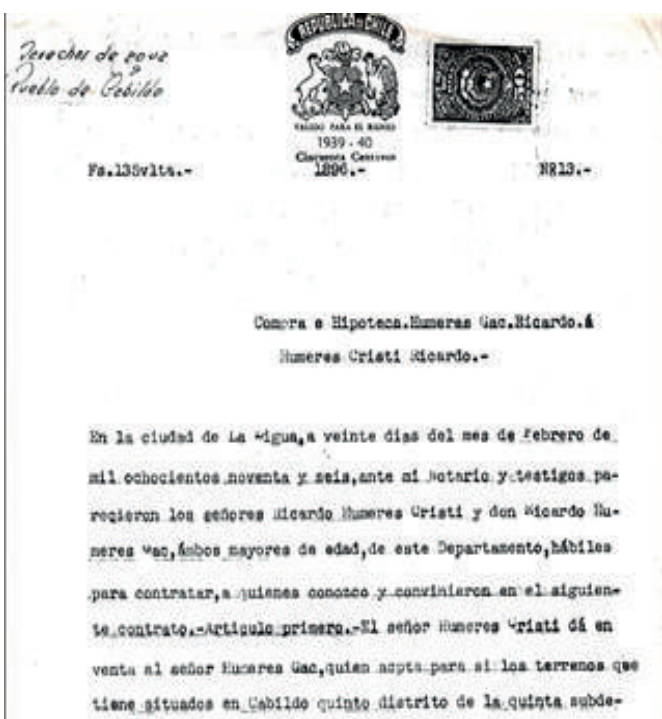 Derechos de agua
Pueblo de Cabildo
REPUBLICA DE CHILE
VALIDO PARA EL BIENIO
1939 - 40
Cincuenta Centavos
Fs.135vlta.- 1896.- Nº13.-
Compra e Hipoteca.Humeres Gac.Ricardo.á
Humeres Cristi Ricardo.-
En la ciudad de La Ligua,a veinte dias del mes de Febrero de
mil ochocientos noventa y seis,ante mi Notario y testigos pa-
recieron los señores Ricardo Humeres Cristi y don Ricardo Hu-
meres Gac,ámbos mayores de edad,de este Departamento,hábiles
para contratar,a quienes conozco y convinieron en el siguien-
te contrato.-Articulo primero.-El señor Humeres Cristi dá en
venta al señor Humeres Gac,quien acpta para si los terrenos que
tiene situados en Cabildo quinto distrito de la quinta subde-